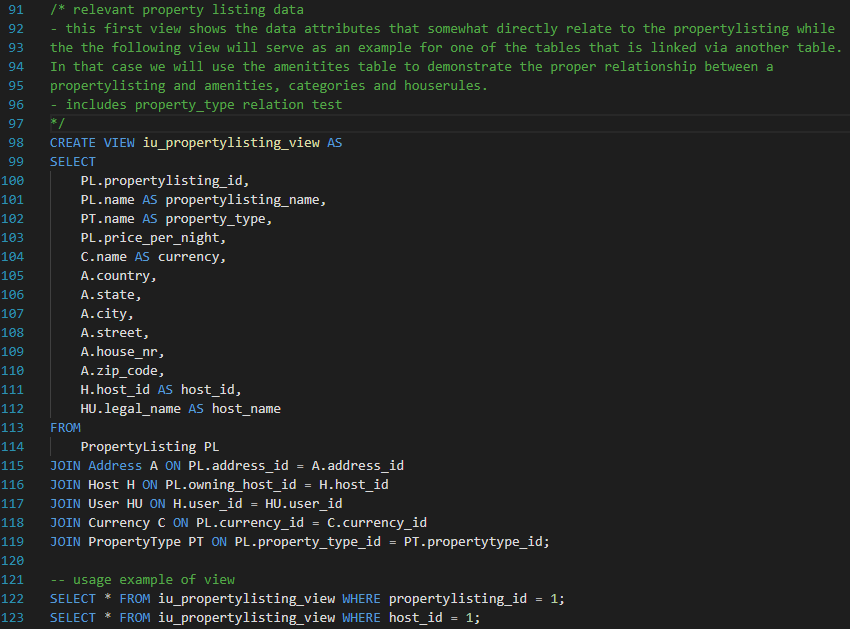 91 /* relevant property listing data
92 - this first view shows the data attributes that somewhat directly relate to the propertylisting while
93 the the following view will serve as an example for one of the tables that is linked via another table.
94 In that case we will use the amenitites table to demonstrate the proper relationship between a
95 propertylisting and amenities, categories and houserules.
96 - includes property_type relation test
97 */
98 CREATE VIEW iu_propertylisting_view AS
99 SELECT
100 PL.propertylisting_id,
101 PL.name AS propertylisting_name,
102 PT.name AS property_type,
103 PL.price_per_night,
104 C.name AS currency,
105 A.country,
106 A.state,
107 A.city,
108 A.street,
109 A.house_nr,
110 A.zip_code,
111 H.host_id AS host_id,
112 HU.legal_name AS host_name
113 FROM
114 PropertyListing PL
115 JOIN Address A ON PL.address_id = A.address_id
116 JOIN Host H ON PL.owning_host_id = H.host_id
117 JOIN User HU ON H.user_id = HU.user_id
118 JOIN Currency C ON PL.currency_id = C.currency_id
119 JOIN PropertyType PT ON PL.property_type_id = PT.propertytype_id;
120
121 -- usage example of view
122 SELECT * FROM iu_propertylisting_view WHERE propertylisting_id = 1;
123 SELECT * FROM iu_propertylisting_view WHERE host_id = 1;